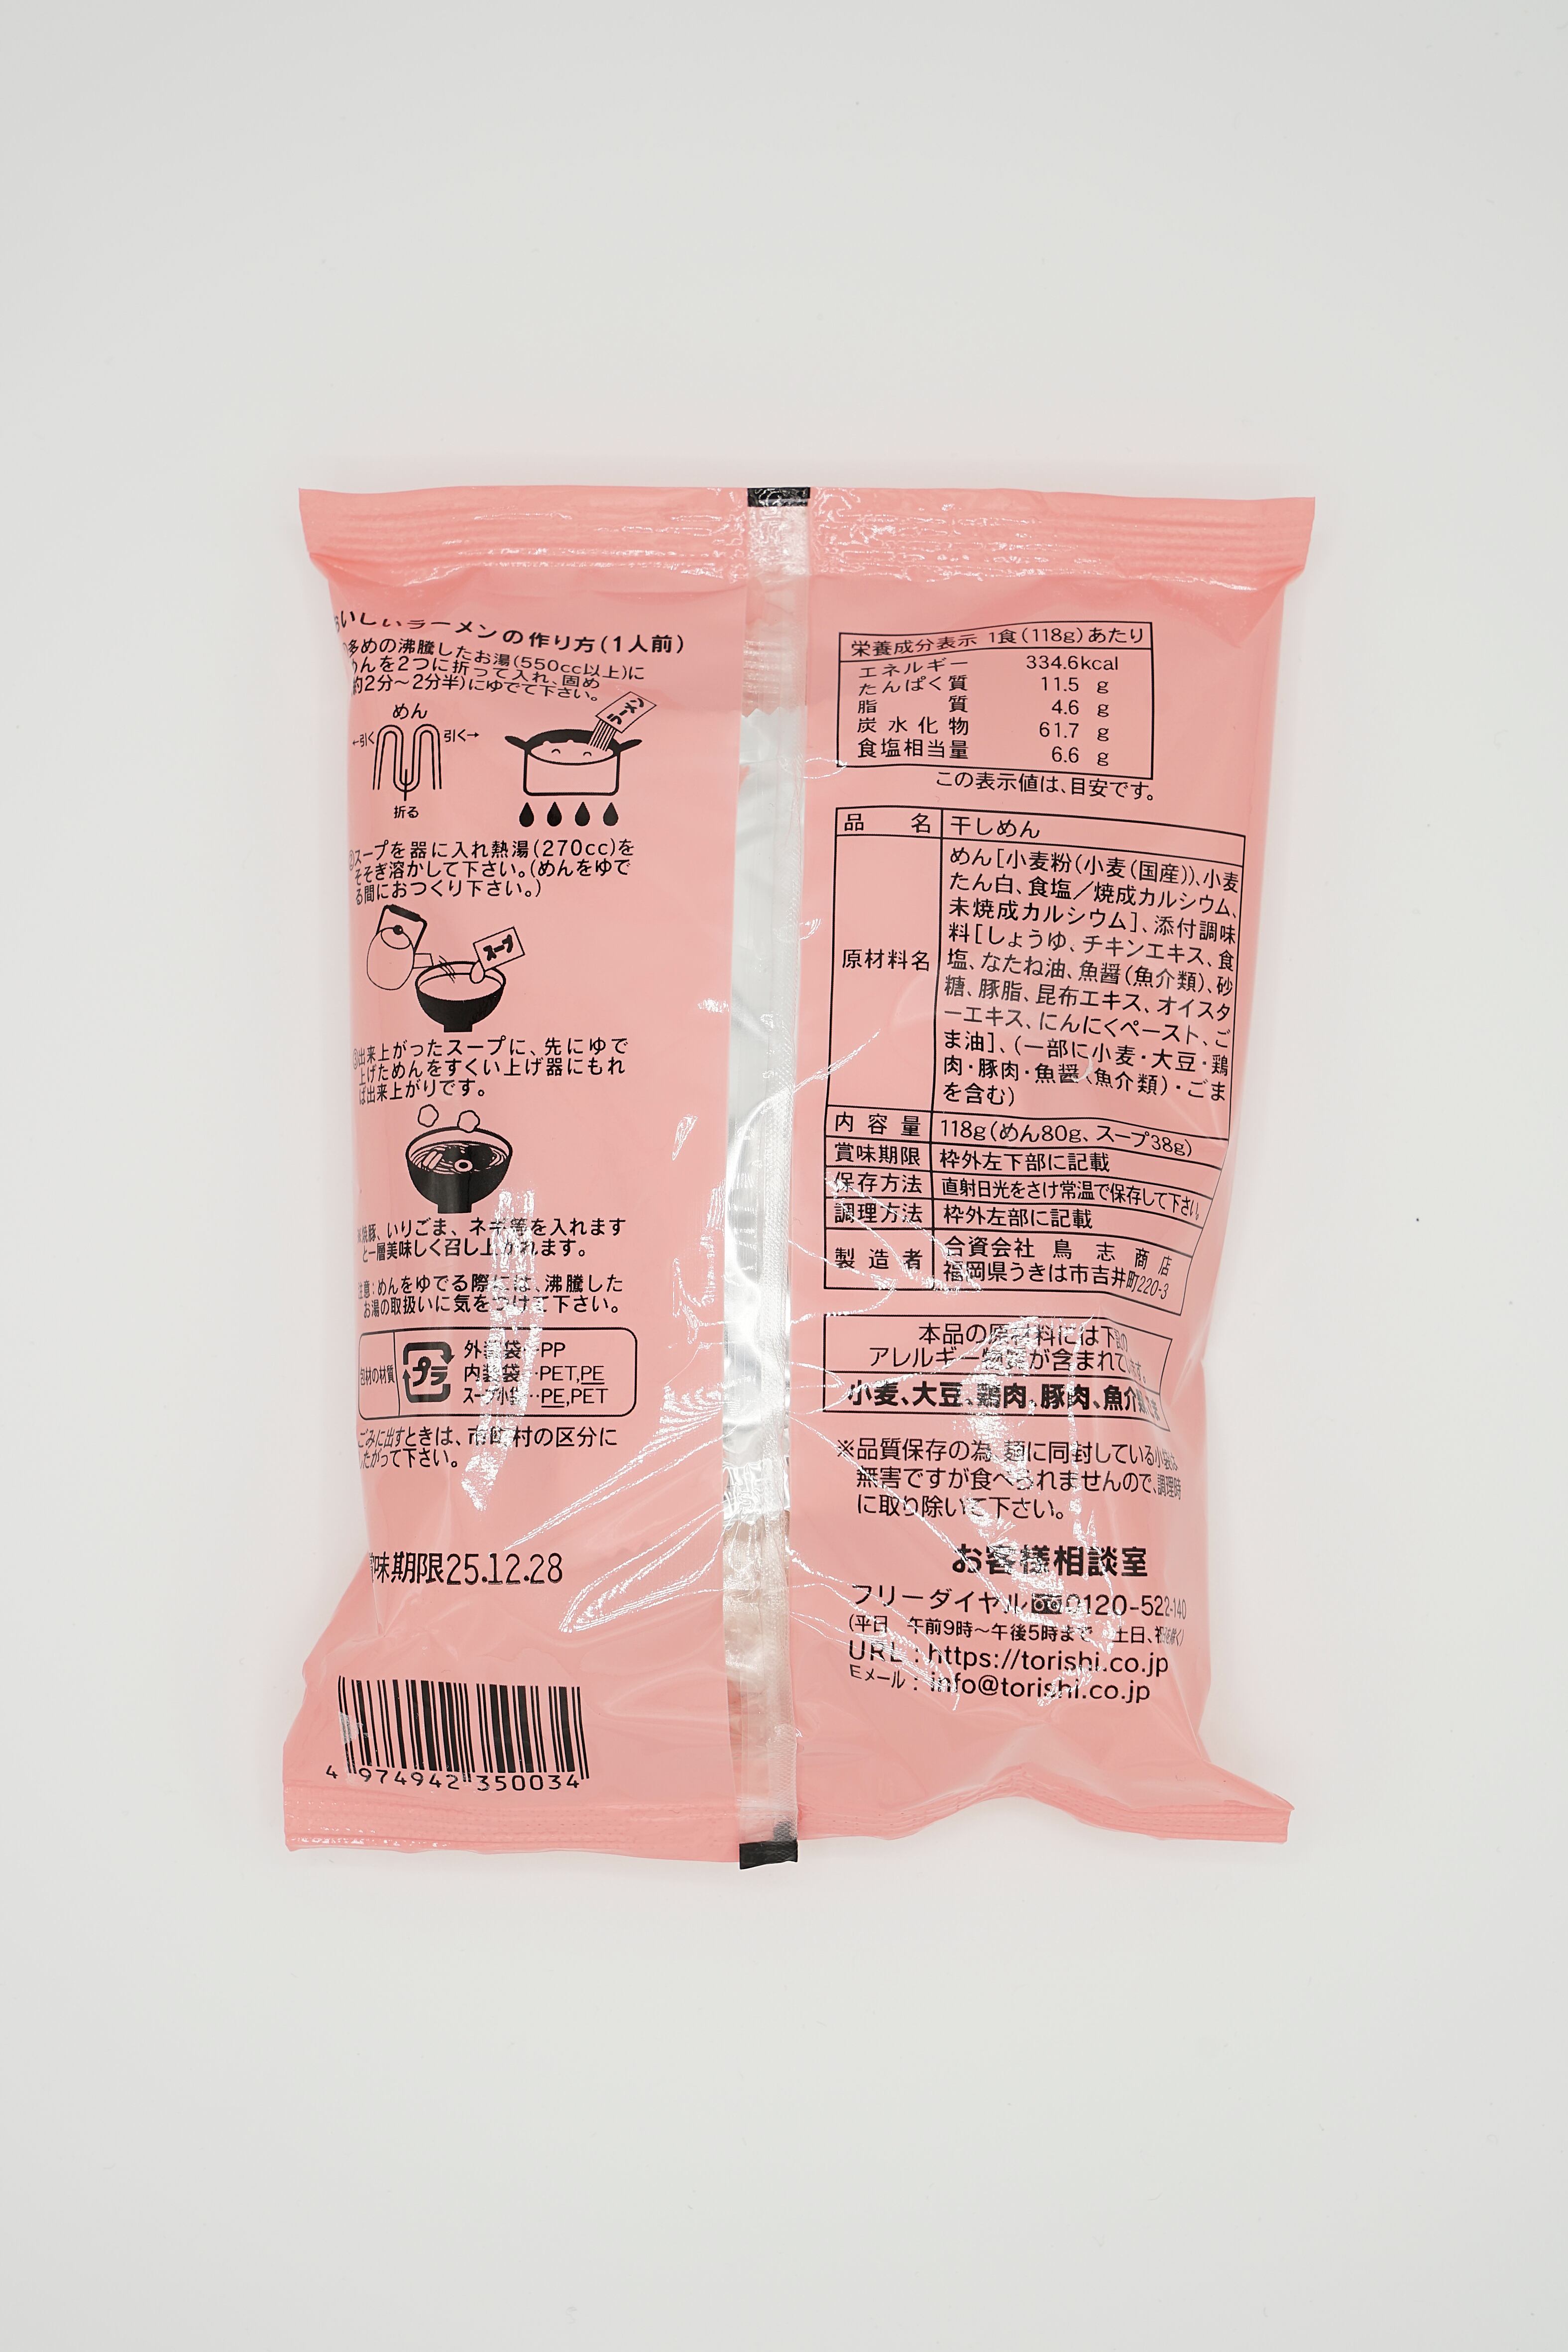 おいしいラーメンの作り方(1人前)
多めの沸騰したお湯(550cc以上)に
めんを2つに折って入れ、固め
約2分〜2分半)にゆでて下さい。
めん
←引く
引く→
折る
ラーメン
②スープを器に入れ熱湯(270cc)を
そそぎ溶かして下さい。(めんをゆで
る間におつくり下さい。)
スープ
③出来上がったスープに、先にゆで
上げためんをすくい上げ器にもれ
ば出来上がりです。
焼豚、いりごま、ネギ等を入れます
と一層美味しく召し上がれます。
注意:めんをゆでる際には、沸騰した
お湯の取扱いに気をつけて下さい。
包材の材質
プラ
外装袋…PP
内装袋…PET,PE
スープ小袋…PE,PET
ごみに出すときは、市町村の区分に
したがって下さい。
賞味期限25.12.28
4 974942 350034
栄養成分表示 1食(118g)あたり
エネルギー 334.6kcal
たんぱく質 11.5 g
脂質 4.6 g
炭水化物 61.7 g
食塩相当量 6.6 g
この表示値は、目安です。
品名 干しめん
原材料名
めん[小麦粉(小麦(国産))、小麦
たん白、食塩/焼成カルシウム、
未焼成カルシウム]、添付調味
料[しょうゆ、チキンエキス、食
塩、なたね油、魚醤(魚介類)、砂
糖、豚脂、昆布エキス、オイスタ
ーエキス、にんにくペースト、ご
ま油]、(一部に小麦・大豆・鶏
肉・豚肉・魚醤(魚介類)・ごま
を含む)
内容量 118g(めん80g、スープ38g)
賞味期限 枠外左下部に記載
保存方法 直射日光をさけ常温で保存して下さい。
調理方法 枠外左部に記載
製造者 合資会社 鳥志商店
福岡県うきは市吉井町220-3
本品の原材料には下記の
アレルギー物質が含まれています。
小麦、大豆、鶏肉、豚肉、魚介類、ごま
※品質保存の為、麺に同封している小袋は
無害ですが食べられませんので、調理時
に取り除いて下さい。
お客様相談室
フリーダイヤル 0120-522-140
(平日 午前9時〜午後5時まで 土日、祝日を除く)
URL:https://torishi.co.jp
Eメール:info@torishi.co.jp